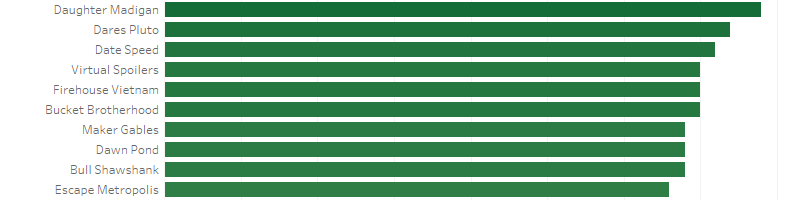 Daughter Madigan
Dares Pluto
Date Speed
Virtual Spoilers
Firehouse Vietnam
Bucket Brotherhood
Maker Gables
Dawn Pond
Bull Shawshank
Escape Metropolis